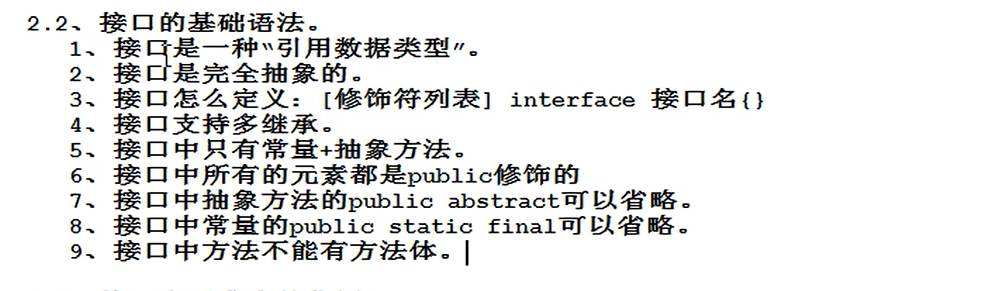 2.2、接口的基础语法。
1、接口是一种“引用数据类型”。
2、接口是完全抽象的。
3、接口怎么定义：[修饰符列表] interface 接口名{}
4、接口支持多继承。
5、接口中只有常量+抽象方法。
6、接口中所有的元素都是public修饰的
7、接口中抽象方法的public abstract可以省略。
8、接口中常量的public static final可以省略。
9、接口中方法不能有方法体。